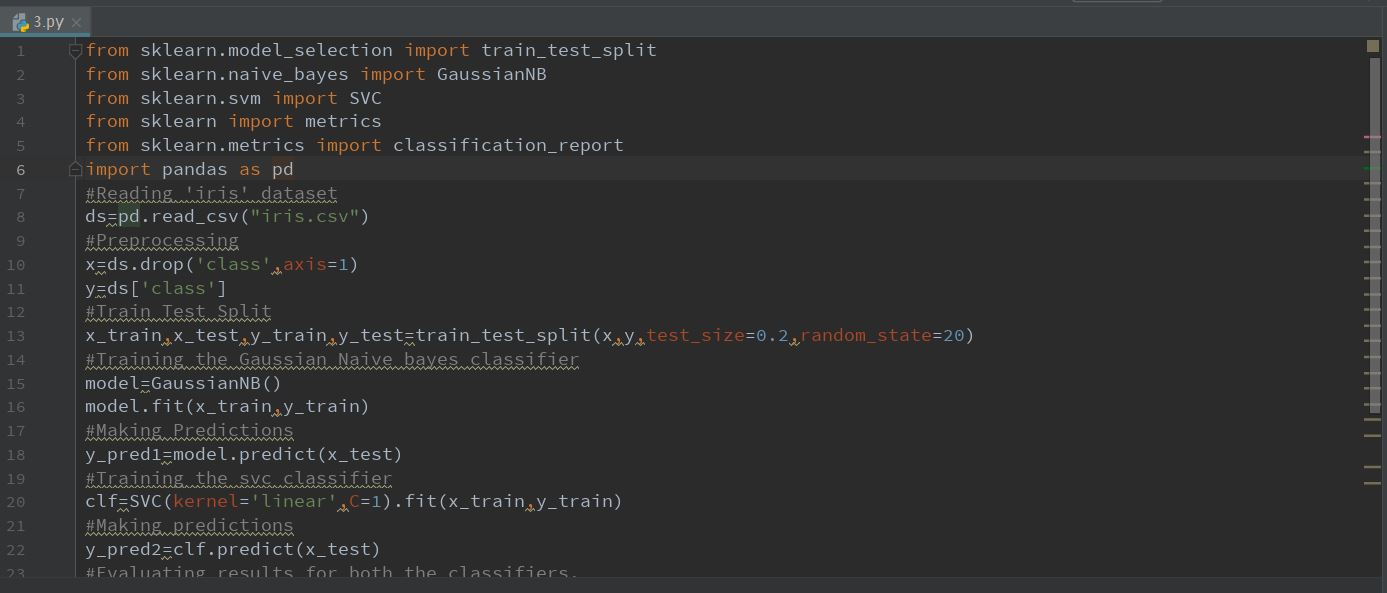 3.py
1 from sklearn.model_selection import train_test_split
2 from sklearn.naive_bayes import GaussianNB
3 from sklearn.svm import SVC
4 from sklearn import metrics
5 from sklearn.metrics import classification_report
6 import pandas as pd
7 #Reading 'iris' dataset
8 ds=pd.read_csv("iris.csv")
9 #Preprocessing
10 x=ds.drop('class',axis=1)
11 y=ds['class']
12 #Train Test Split
13 x_train,x_test,y_train,y_test=train_test_split(x,y,test_size=0.2,random_state=20)
14 #Training the Gaussian Naive bayes classifier
15 model=GaussianNB()
16 model.fit(x_train,y_train)
17 #Making Predictions
18 y_pred1=model.predict(x_test)
19 #Training the svc classifier
20 clf=SVC(kernel='linear',C=1).fit(x_train,y_train)
21 #Making predictions
22 y_pred2=clf.predict(x_test)
23 #Evaluating results for both the classifiers.